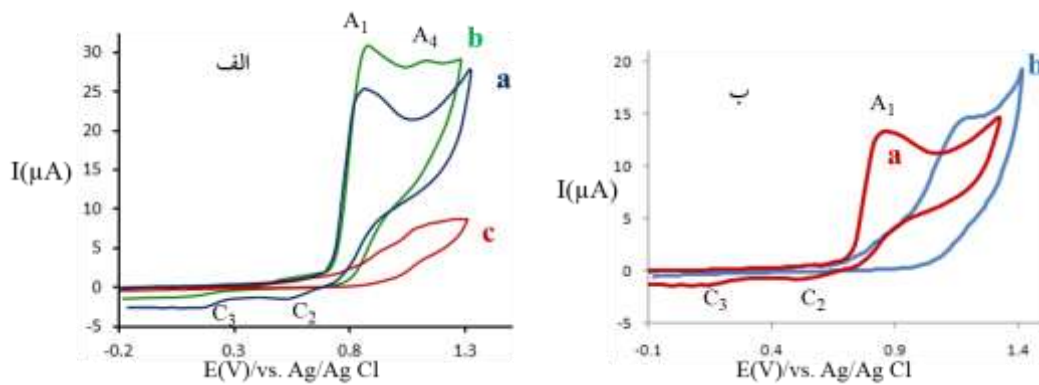 الف
A₁
A₄
b
a
c
C₃
C₂
I(µA)
30
25
20
15
10
5
0
-5
-0.2
0.3
0.8
1.3
E(V)/vs. Ag/Ag Cl
ب
A₁
a
b
C₃
C₂
I(µA)
20
15
10
5
0
-5
-0.1
0.4
0.9
1.4
E(V)/vs. Ag/Ag Cl